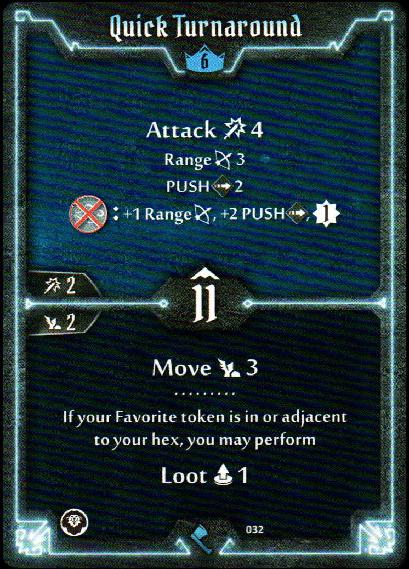 Quick Turnaround
6
Attack 4
Range 3
PUSH 2
: +1 Range, +2 PUSH, 1
2
11
2
Move 3
If your Favorite token is in or adjacent
to your hex, you may perform
Loot 1
032